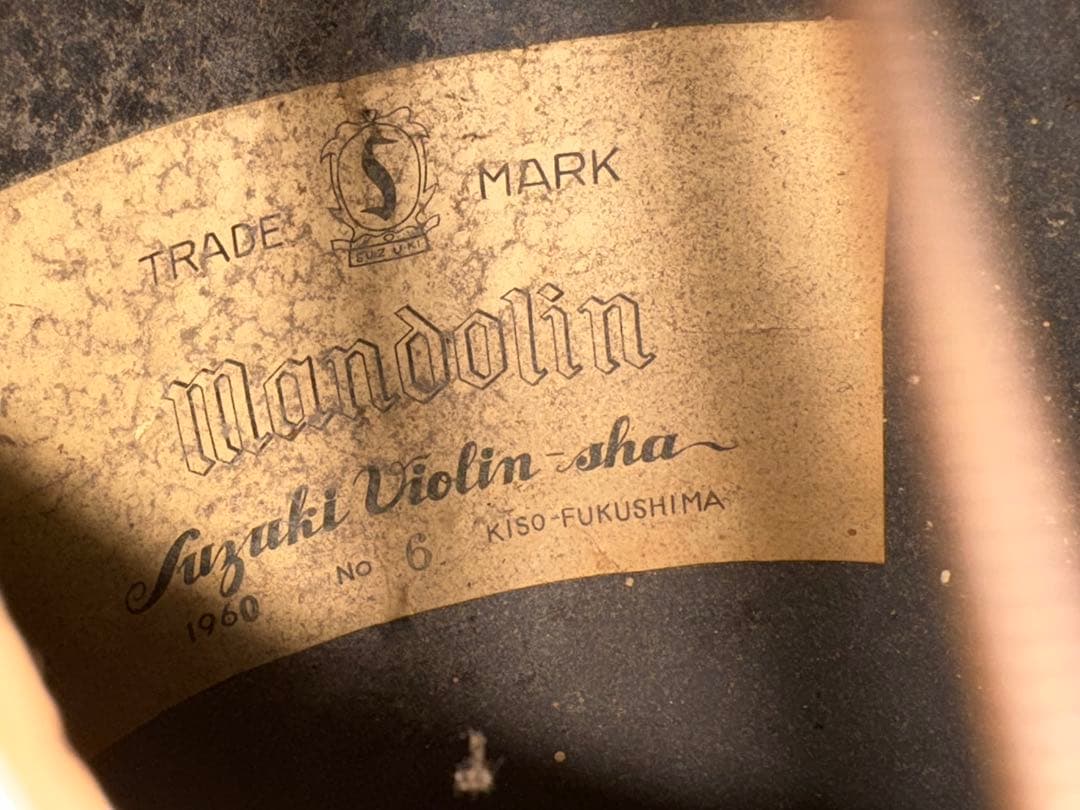 S
SUZUKI
TRADE MARK
Mandolin
Suzuki Violin-sha
No 6 KISO-FUKUSHIMA
1960